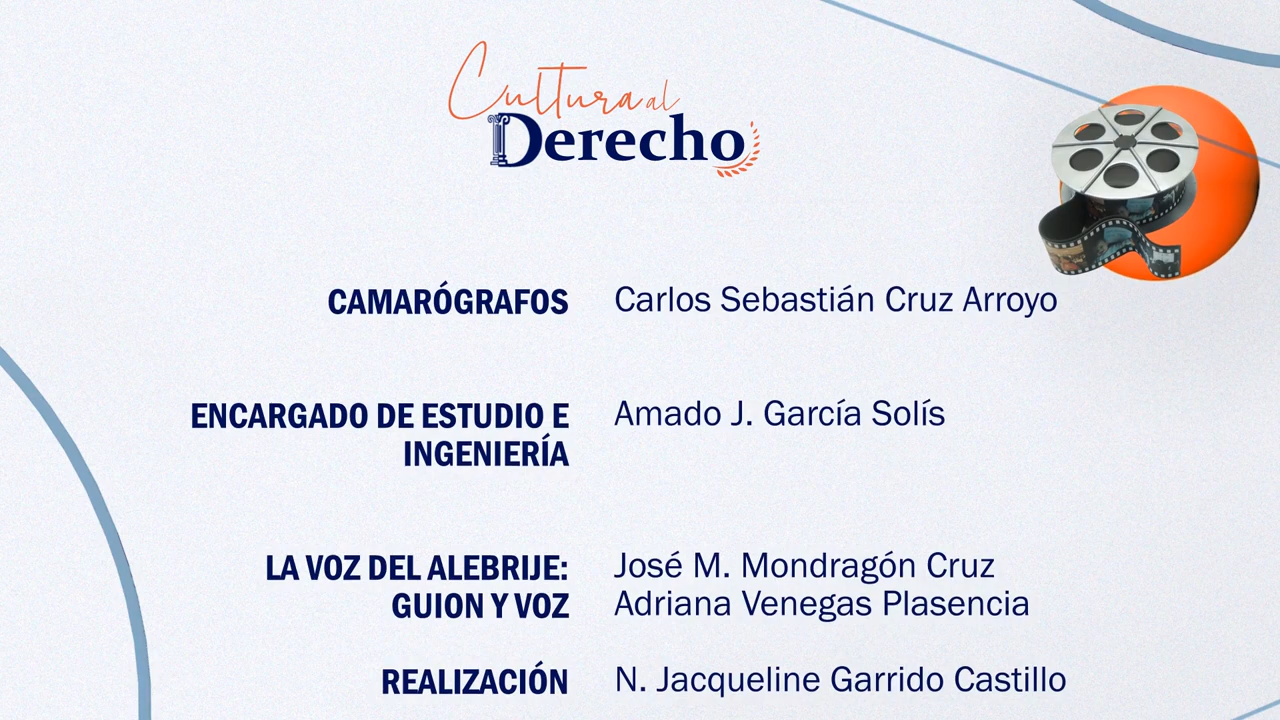 Cultura al
Derecho
CAMARÓGRAFOS Carlos Sebastián Cruz Arroyo
ENCARGADO DE ESTUDIO E Amado J. García Solís
INGENIERÍA
LA VOZ DEL ALEBRIJE: José M. Mondragón Cruz
GUION Y VOZ Adriana Venegas Plasencia
REALIZACIÓN N. Jacqueline Garrido Castillo